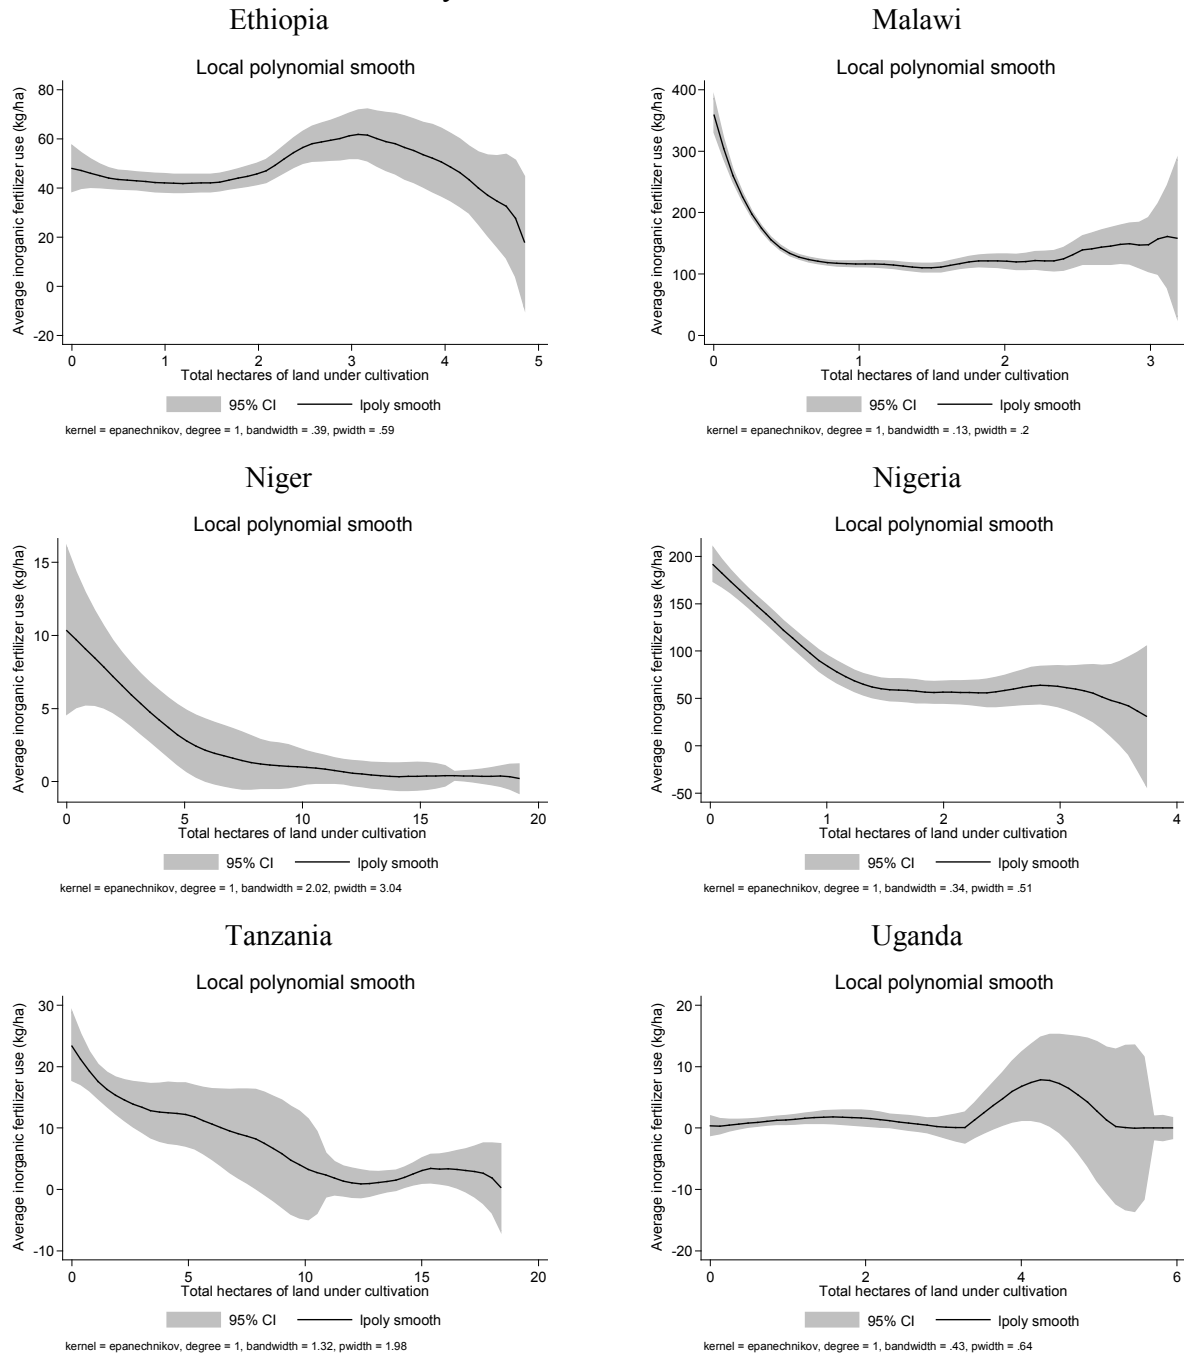 Ethiopia
Local polynomial smooth
Average inorganic fertilizer use (kg/ha)
80
60
40
20
0
-20
0 1 2 3 4 5
Total hectares of land under cultivation
95% CI lpoly smooth
kernel = epanechnikov, degree = 1, bandwidth = .39, pwidth = .59
Malawi
Local polynomial smooth
Average inorganic fertilizer use (kg/ha)
400
300
200
100
0
0 1 2 3
Total hectares of land under cultivation
95% CI lpoly smooth
kernel = epanechnikov, degree = 1, bandwidth = .13, pwidth = .2
Niger
Local polynomial smooth
Average inorganic fertilizer use (kg/ha)
15
10
5
0
0 5 10 15 20
Total hectares of land under cultivation
95% CI lpoly smooth
kernel = epanechnikov, degree = 1, bandwidth = 2.02, pwidth = 3.04
Nigeria
Local polynomial smooth
Average inorganic fertilizer use (kg/ha)
200
150
100
50
0
-50
0 1 2 3 4
Total hectares of land under cultivation
95% CI lpoly smooth
kernel = epanechnikov, degree = 1, bandwidth = .34, pwidth = .51
Tanzania
Local polynomial smooth
Average inorganic fertilizer use (kg/ha)
30
20
10
0
-10
0 5 10 15 20
Total hectares of land under cultivation
95% CI lpoly smooth
kernel = epanechnikov, degree = 1, bandwidth = 1.32, pwidth = 1.98
Uganda
Local polynomial smooth
Average inorganic fertilizer use (kg/ha)
20
10
0
-10
-20
0 2 4 6
Total hectares of land under cultivation
95% CI lpoly smooth
kernel = epanechnikov, degree = 1, bandwidth = .43, pwidth = .64